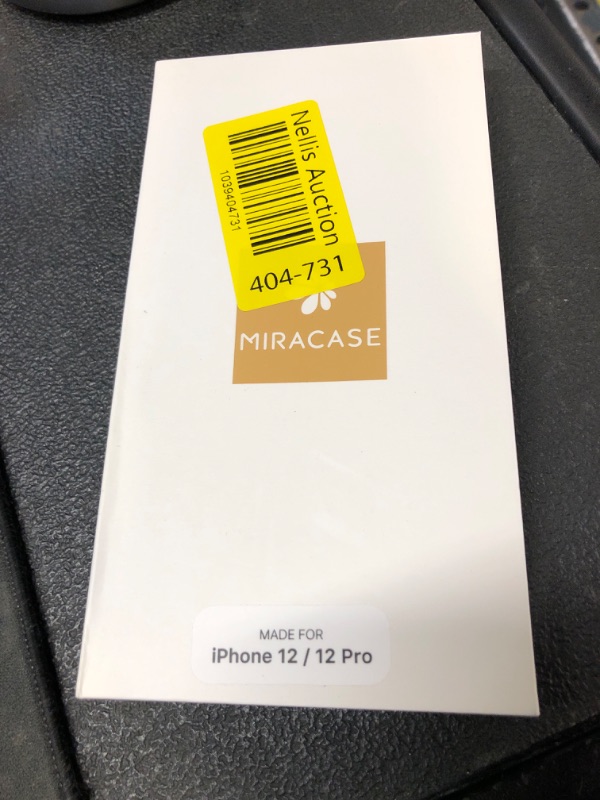 Nellis Auction
1039404731
404-731
MIRACASE
MADE FOR
iPhone 12 / 12 Pro